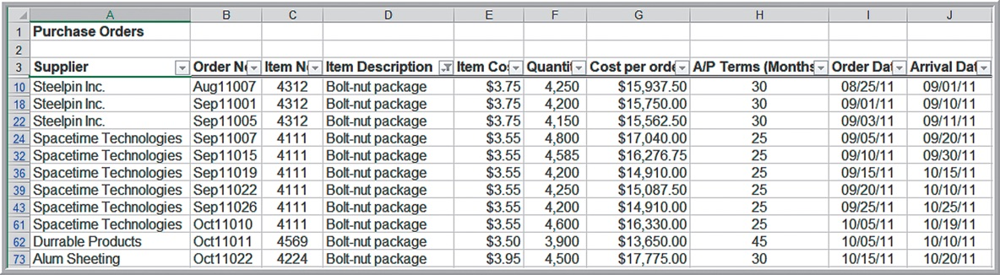 A B C D E F G H I J
1 Purchase Orders
2
3 Supplier Order N Item N Item Description Item Co Quanti Cost per orde A/P Terms (Months Order Dat Arrival Dat
10 Steelpin Inc. Aug11007 4312 Bolt-nut package $3.75 4,250 $15,937.50 30 08/25/11 09/01/11
18 Steelpin Inc. Sep11001 4312 Bolt-nut package $3.75 4,200 $15,750.00 30 09/01/11 09/10/11
22 Steelpin Inc. Sep11005 4312 Bolt-nut package $3.75 4,150 $15,562.50 30 09/03/11 09/11/11
24 Spacetime Technologies Sep11007 4111 Bolt-nut package $3.55 4,800 $17,040.00 25 09/05/11 09/20/11
32 Spacetime Technologies Sep11015 4111 Bolt-nut package $3.55 4,585 $16,276.75 25 09/10/11 09/30/11
36 Spacetime Technologies Sep11019 4111 Bolt-nut package $3.55 4,200 $14,910.00 25 09/15/11 10/15/11
39 Spacetime Technologies Sep11022 4111 Bolt-nut package $3.55 4,250 $15,087.50 25 09/20/11 10/10/11
43 Spacetime Technologies Sep11026 4111 Bolt-nut package $3.55 4,200 $14,910.00 25 09/25/11 10/25/11
61 Spacetime Technologies Oct11010 4111 Bolt-nut package $3.55 4,600 $16,330.00 25 10/05/11 10/19/11
62 Durrable Products Oct11011 4569 Bolt-nut package $3.50 3,900 $13,650.00 45 10/05/11 10/10/11
73 Alum Sheeting Oct11022 4224 Bolt-nut package $3.95 4,500 $17,775.00 30 10/15/11 10/20/11